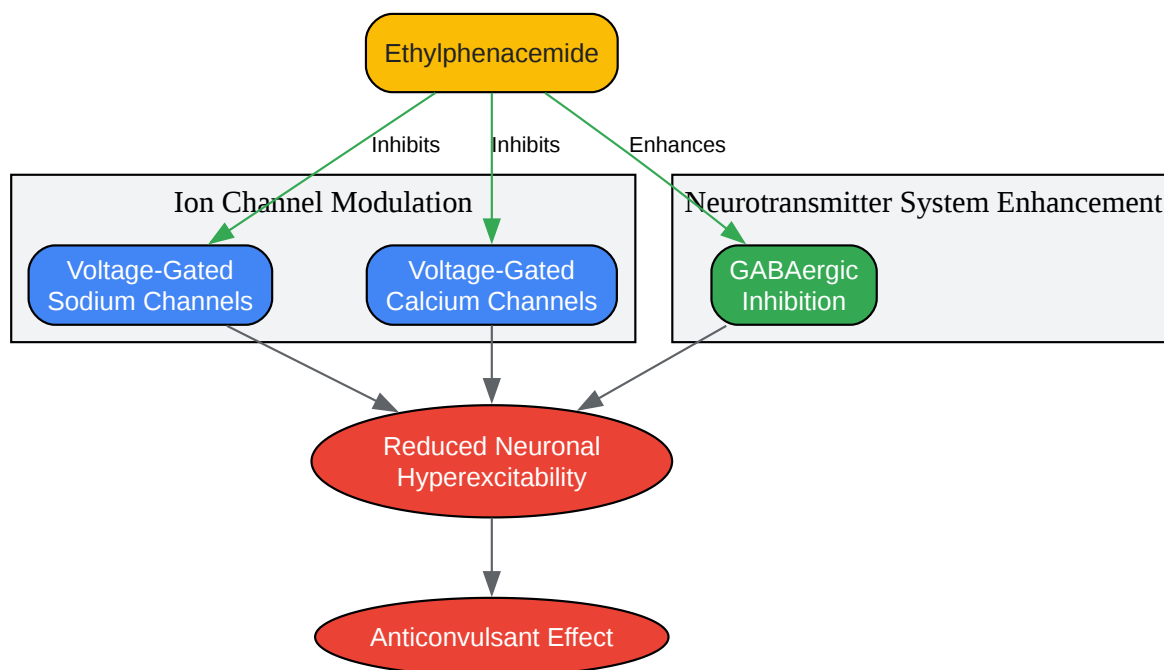 Ethylphenacemide
Inhibits
Inhibits
Enhances
Ion Channel Modulation
Neurotransmitter System Enhancement
Voltage-Gated
Sodium Channels
Voltage-Gated
Calcium Channels
GABAergic
Inhibition
Reduced Neuronal
Hyperexcitability
Anticonvulsant Effect